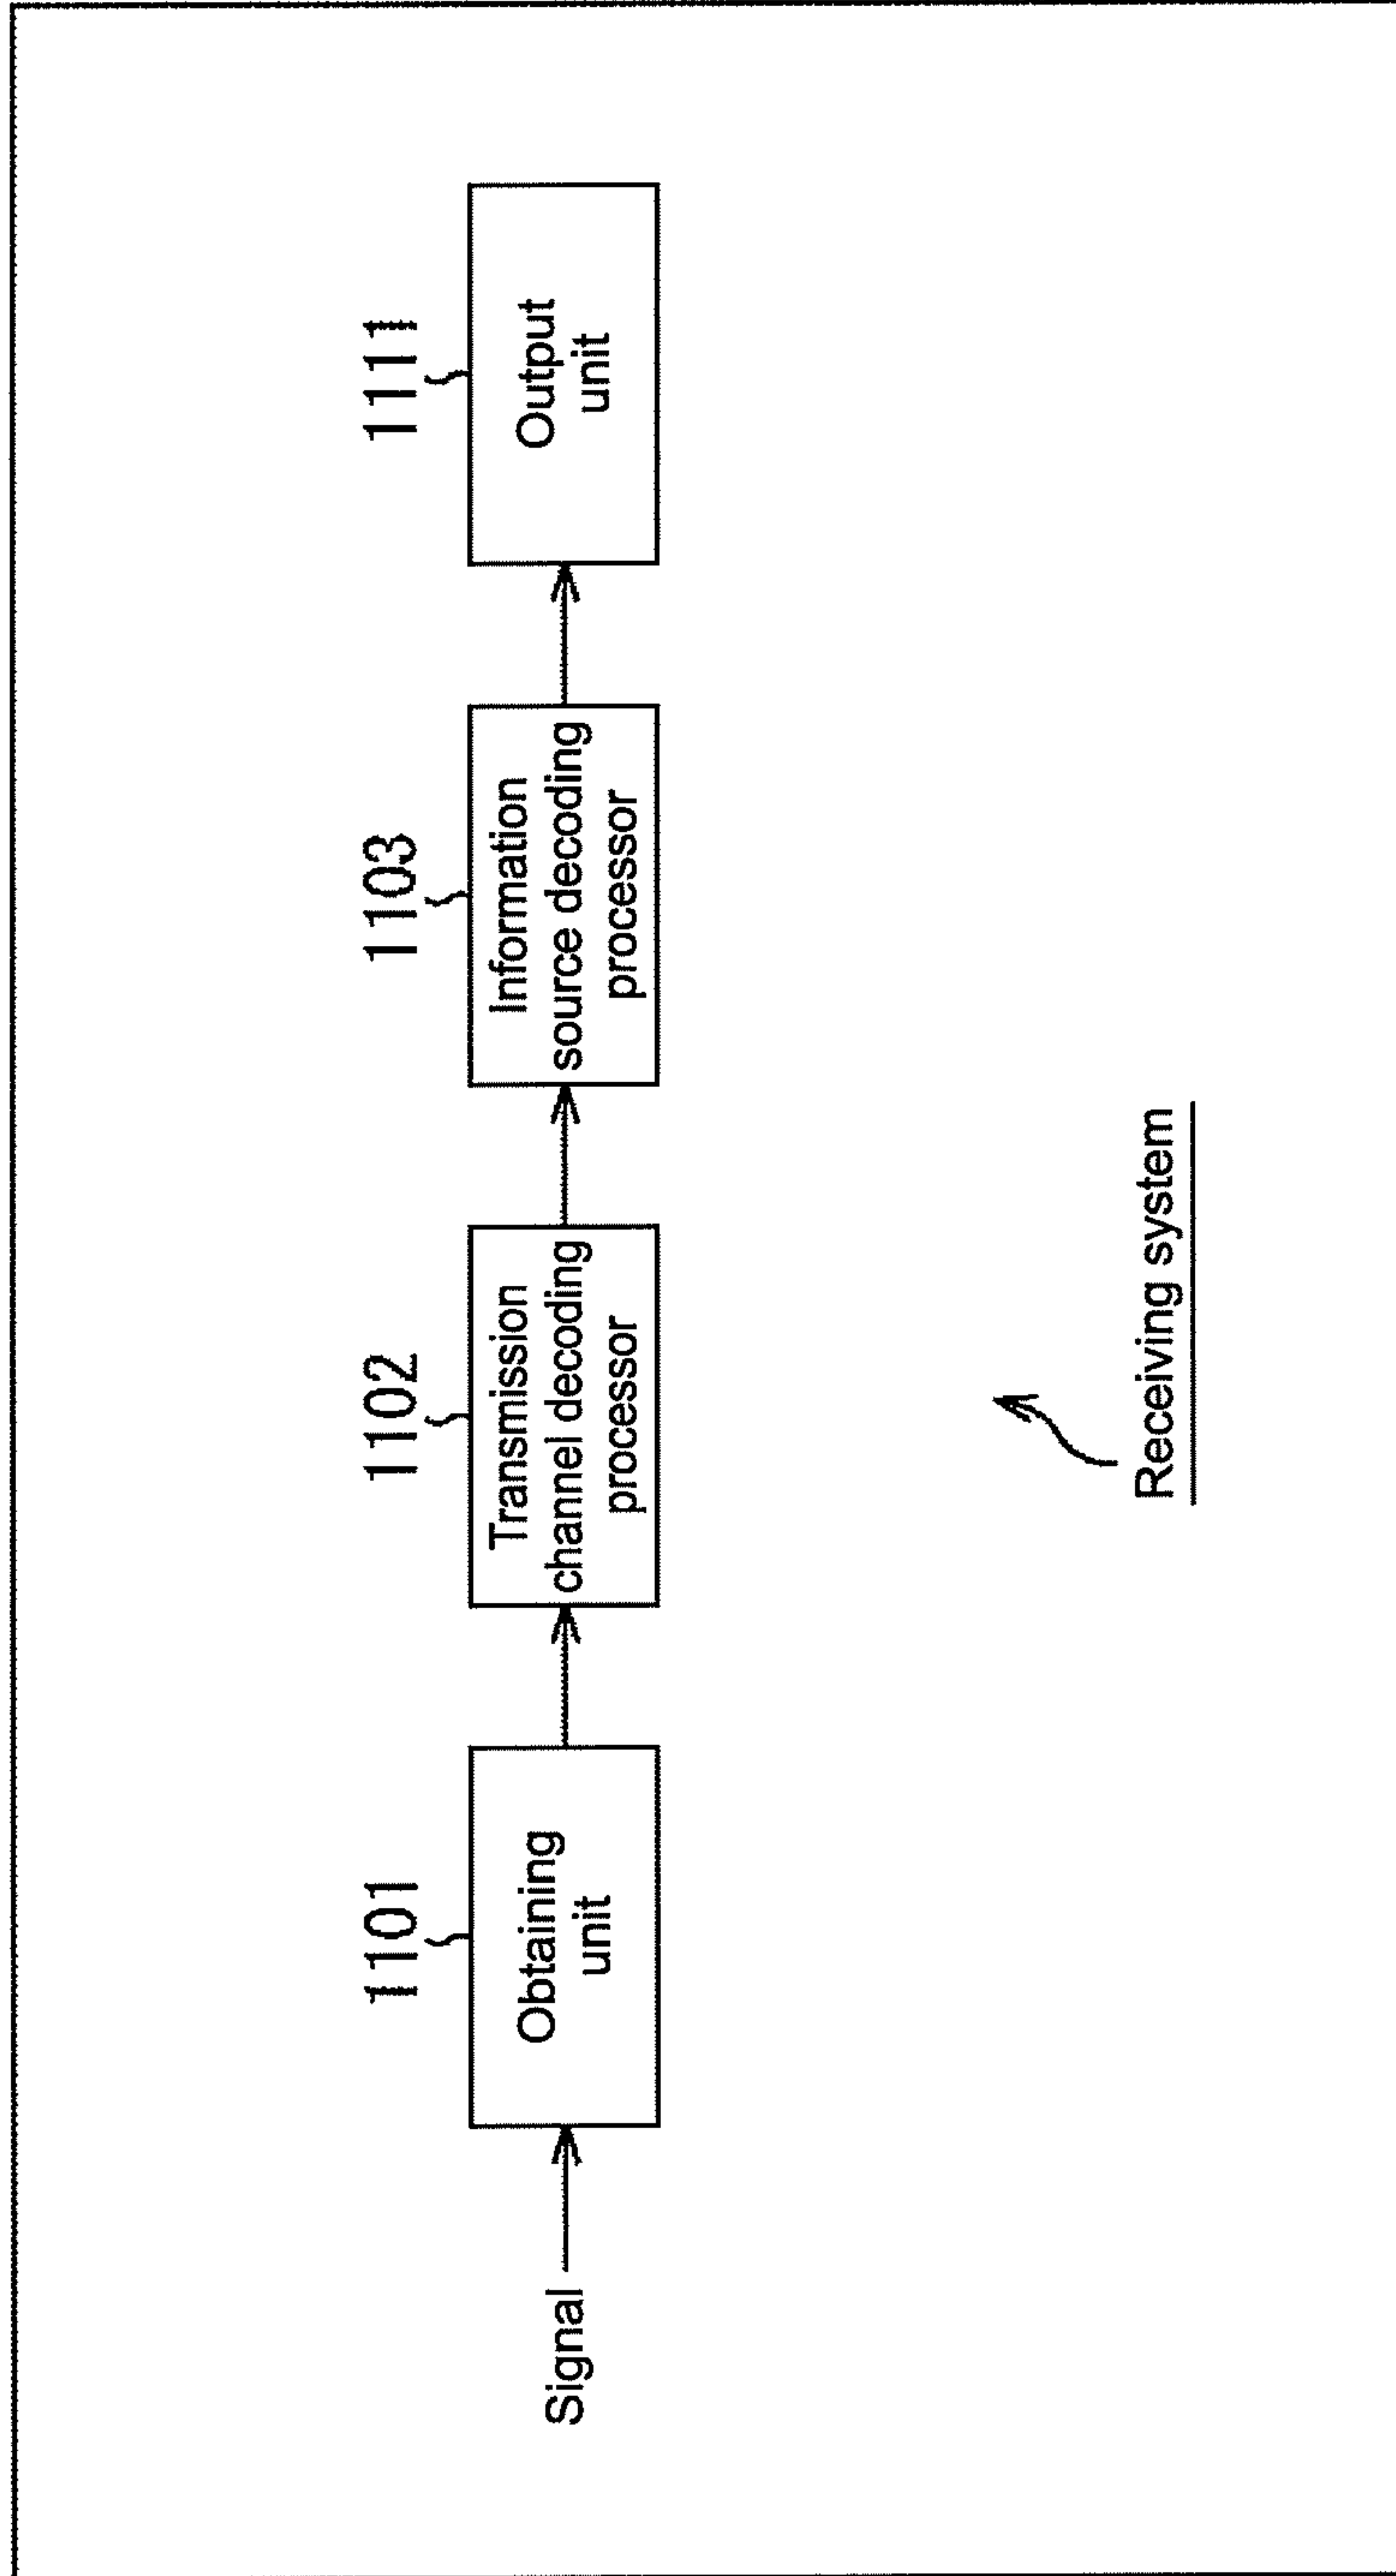 1101
1102
1103
1111
Signal
Obtaining
unit
Transmission
channel decoding
processor
Information
source decoding
processor
Output
unit
Receiving system